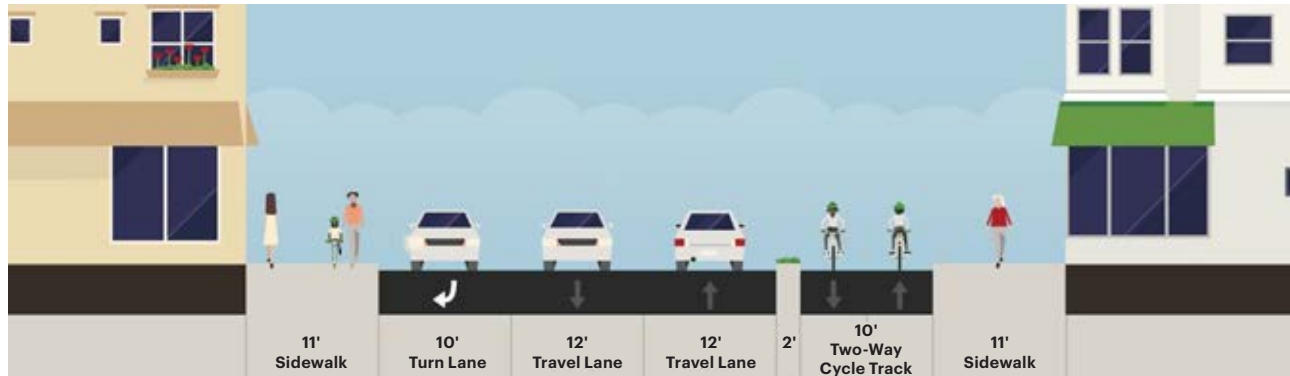 11'
Sidewalk
10'
Turn Lane
12'
Travel Lane
12'
Travel Lane
2'
10'
Two-Way
Cycle Track
11'
Sidewalk